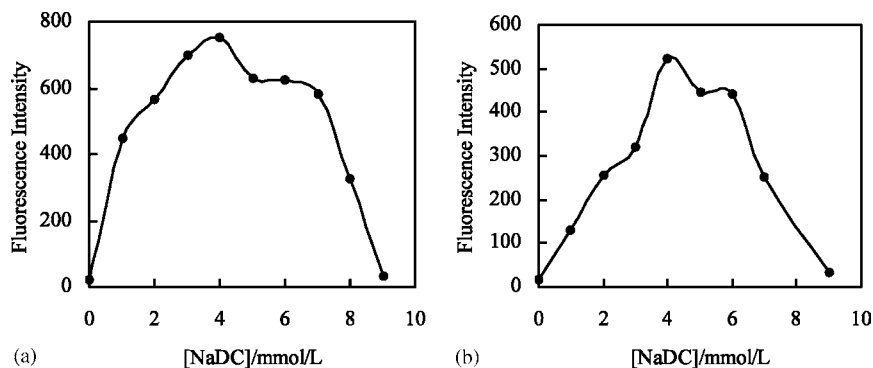 800
600
400
200
0
Fluorescence Intensity
0 2 4 6 8 10
[NaDC]/mmol/L
(a)
600
500
400
300
200
100
0
Fluorescence Intensity
0 2 4 6 8 10
[NaDC]/mmol/L
(b)